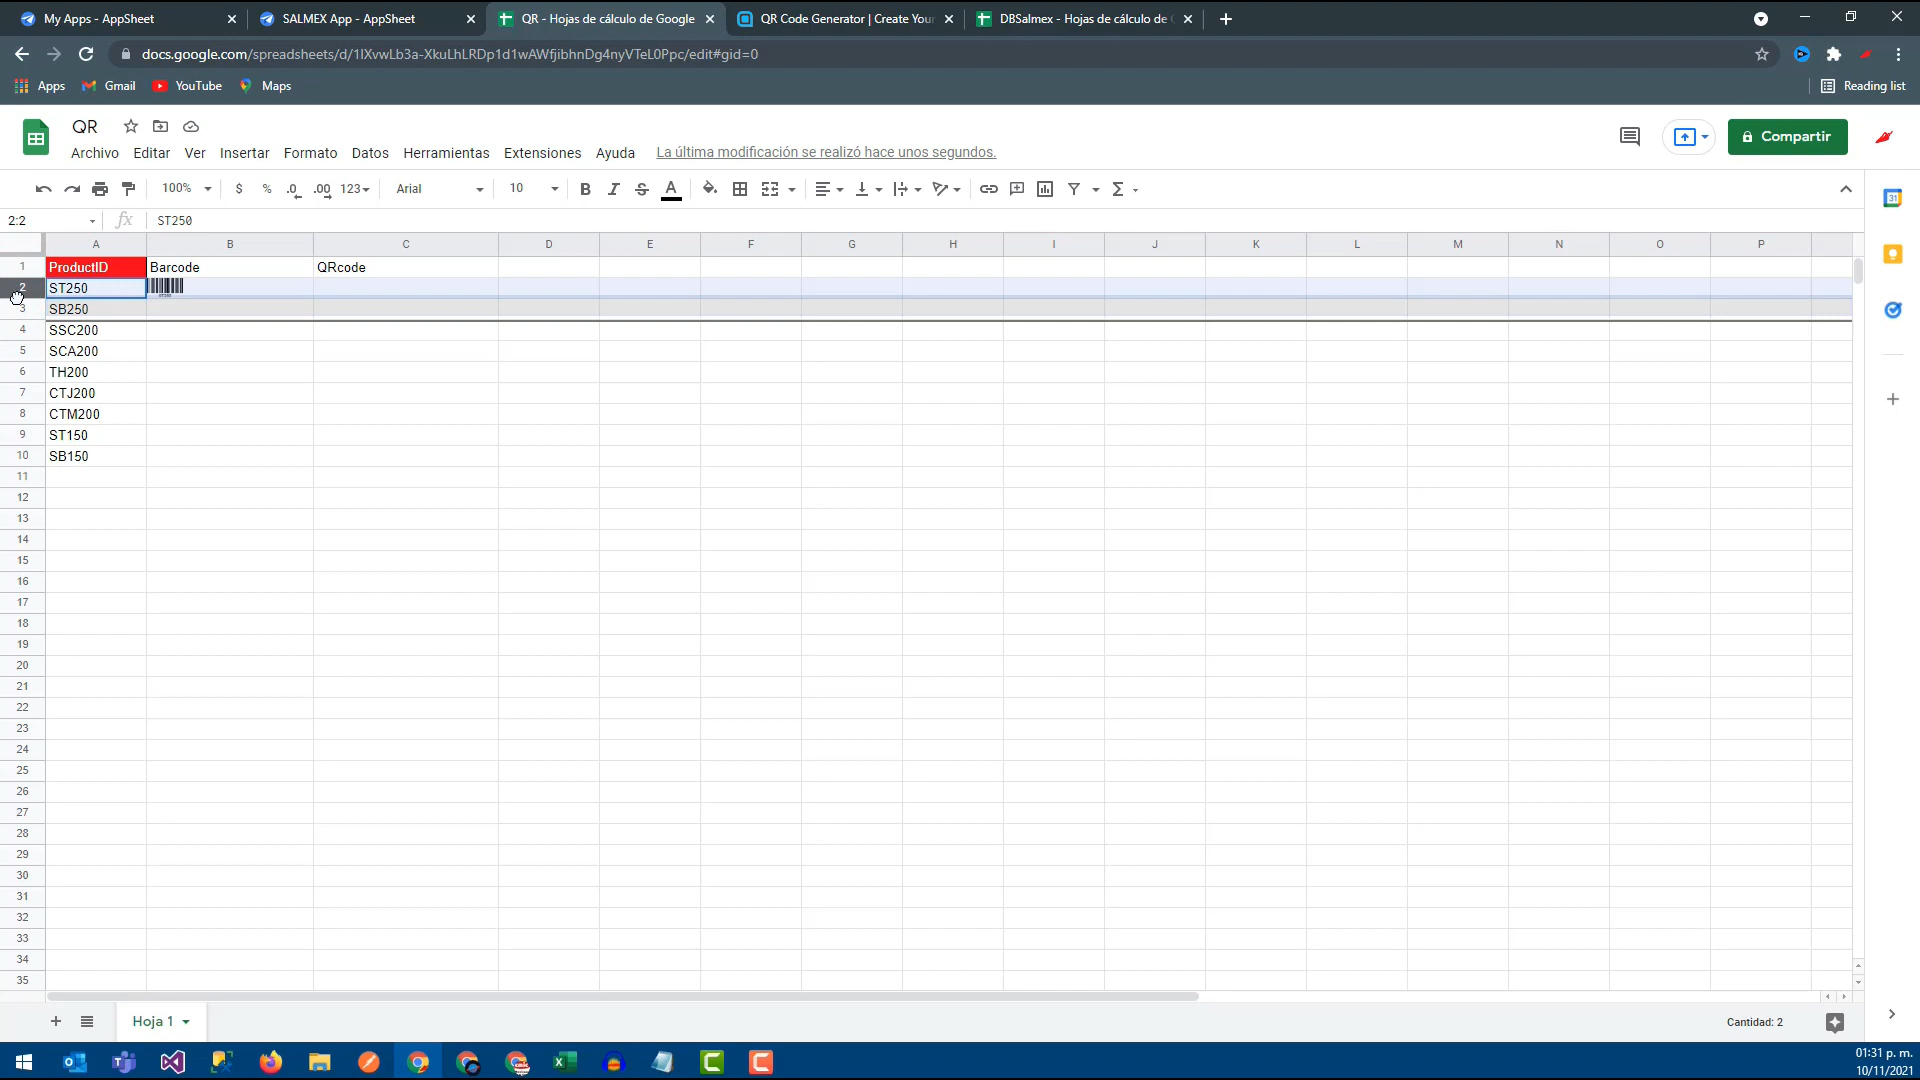 My Apps - AppSheet
SALMEX App - AppSheet
QR - Hojas de cálculo de Google
QR Code Generator | Create Your
DBSalmex - Hojas de cálculo de
docs.google.com/spreadsheets/d/1IXvwLb3a-XkuLhLRDp1d1wAWfjibhnDg4nyVTeL0Ppc/edit#gid=0
Apps
Gmail
YouTube
Maps
Reading list
QR
Archivo
Editar
Ver
Insertar
Formato
Datos
Herramientas
Extensiones
Ayuda
La última modificación se realizó hace unos segundos.
Compartir
100%
$
%
.0
.00
123
Arial
10
B
I
S
A
Σ
31
2:2
fx
ST250
A B C D E F G H I J K L M N O P
1 ProductID Barcode QRcode
2 ST250
3 SB250
4 SSC200
5 SCA200
6 TH200
7 CTJ200
8 CTM200
9 ST150
10 SB150
11
12
13
14
15
16
17
18
19
20
21
22
23
24
25
26
27
28
29
30
31
32
33
34
35
Hoja 1
Cantidad: 2
01:31 p. m.
10/11/2021